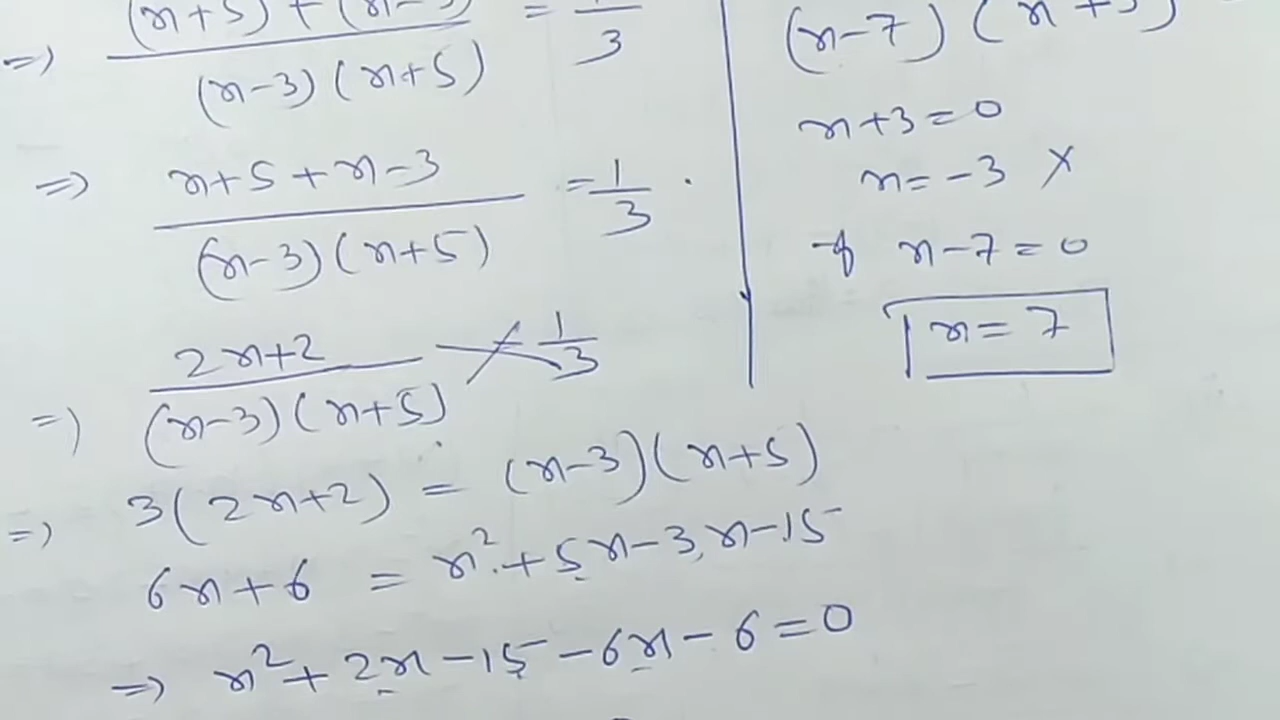 => (x+5) + (x-3) / (x-3)(x+5) = 1/3
=> x+5+x-3 / (x-3)(x+5) = 1/3 .
=> 2x+2 / (x-3)(x+5) = 1/3
=> 3(2x+2) = (x-3)(x+5)
6x+6 = x²+5x-3x-15
=> x²+2x-15-6x-6=0
(x-7)(x+3)
x+3=0
x=-3 ×
if x-7=0
x=7